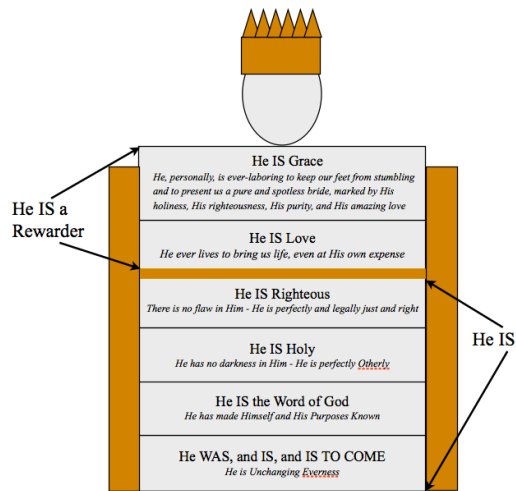 He IS Grace
He, personally, is ever-laboring to keep our feet from stumbling
and to present us a pure and spotless bride, marked by His
holiness, His righteousness, His purity, and His amazing love
He IS a
Rewarder
He IS Love
He ever lives to bring us life, even at His own expense
He IS Righteous
There is no flaw in Him - He is perfectly and legally just and right
He IS
He IS Holy
He has no darkness in Him - He is perfectly Otherly
He IS the Word of God
He has made Himself and His Purposes Known
He WAS, and IS, and IS TO COME
He is Unchanging Everness